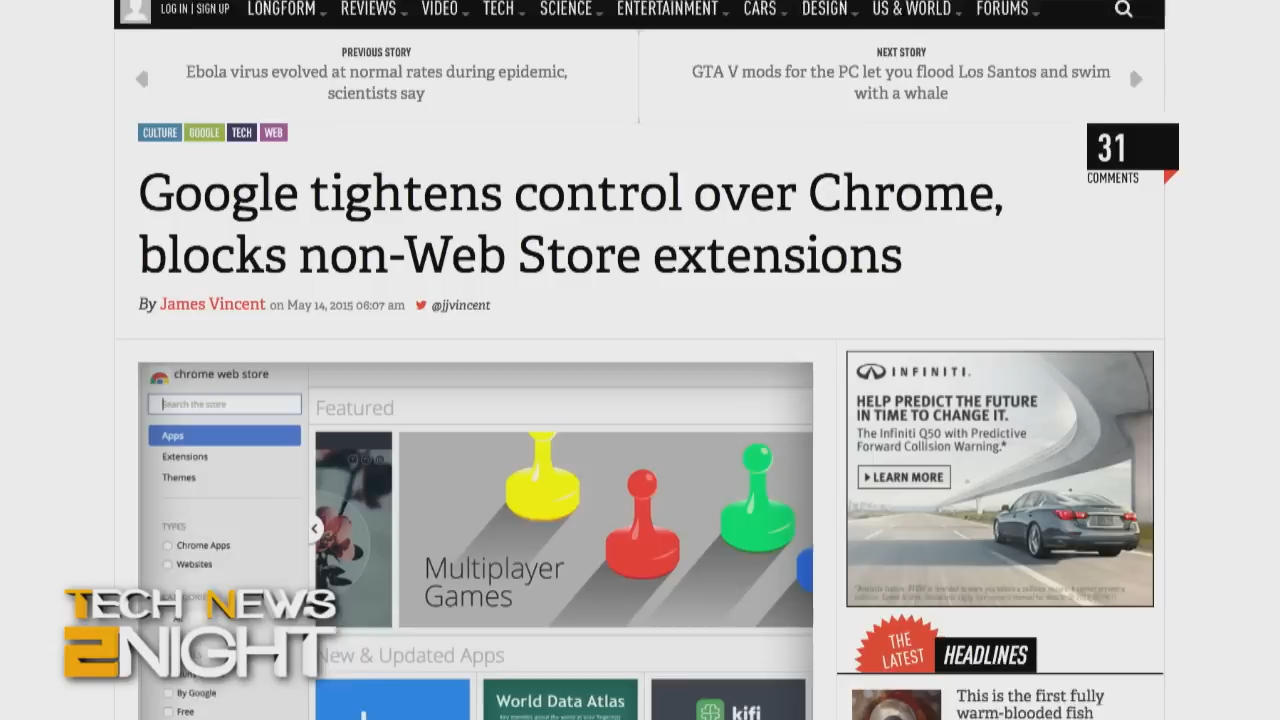 LOG IN | SIGN UP LONGFORM REVIEWS VIDEO TECH SCIENCE ENTERTAINMENT CARS DESIGN US & WORLD FORUMS
PREVIOUS STORY
Ebola virus evolved at normal rates during epidemic,
scientists say
NEXT STORY
GTA V mods for the PC let you flood Los Santos and swim
with a whale
CULTURE GOOGLE TECH WEB
31
COMMENTS
Google tightens control over Chrome,
blocks non-Web Store extensions
By James Vincent on May 14, 2015 06:07 am @jjvincent
chrome web store
Search the store
Apps
Extensions
Themes
TYPES
Chrome Apps
Websites
By Google
Free
Featured
Multiplayer
Games
New & Updated Apps
World Data Atlas
kifi
INFINITI.
HELP PREDICT THE FUTURE
IN TIME TO CHANGE IT.
The Infiniti Q50 with Predictive
Forward Collision Warning.*
LEARN MORE
THE
LATEST
HEADLINES
This is the first fully
warm-blooded fish
TECH NEWS
2NIGHT